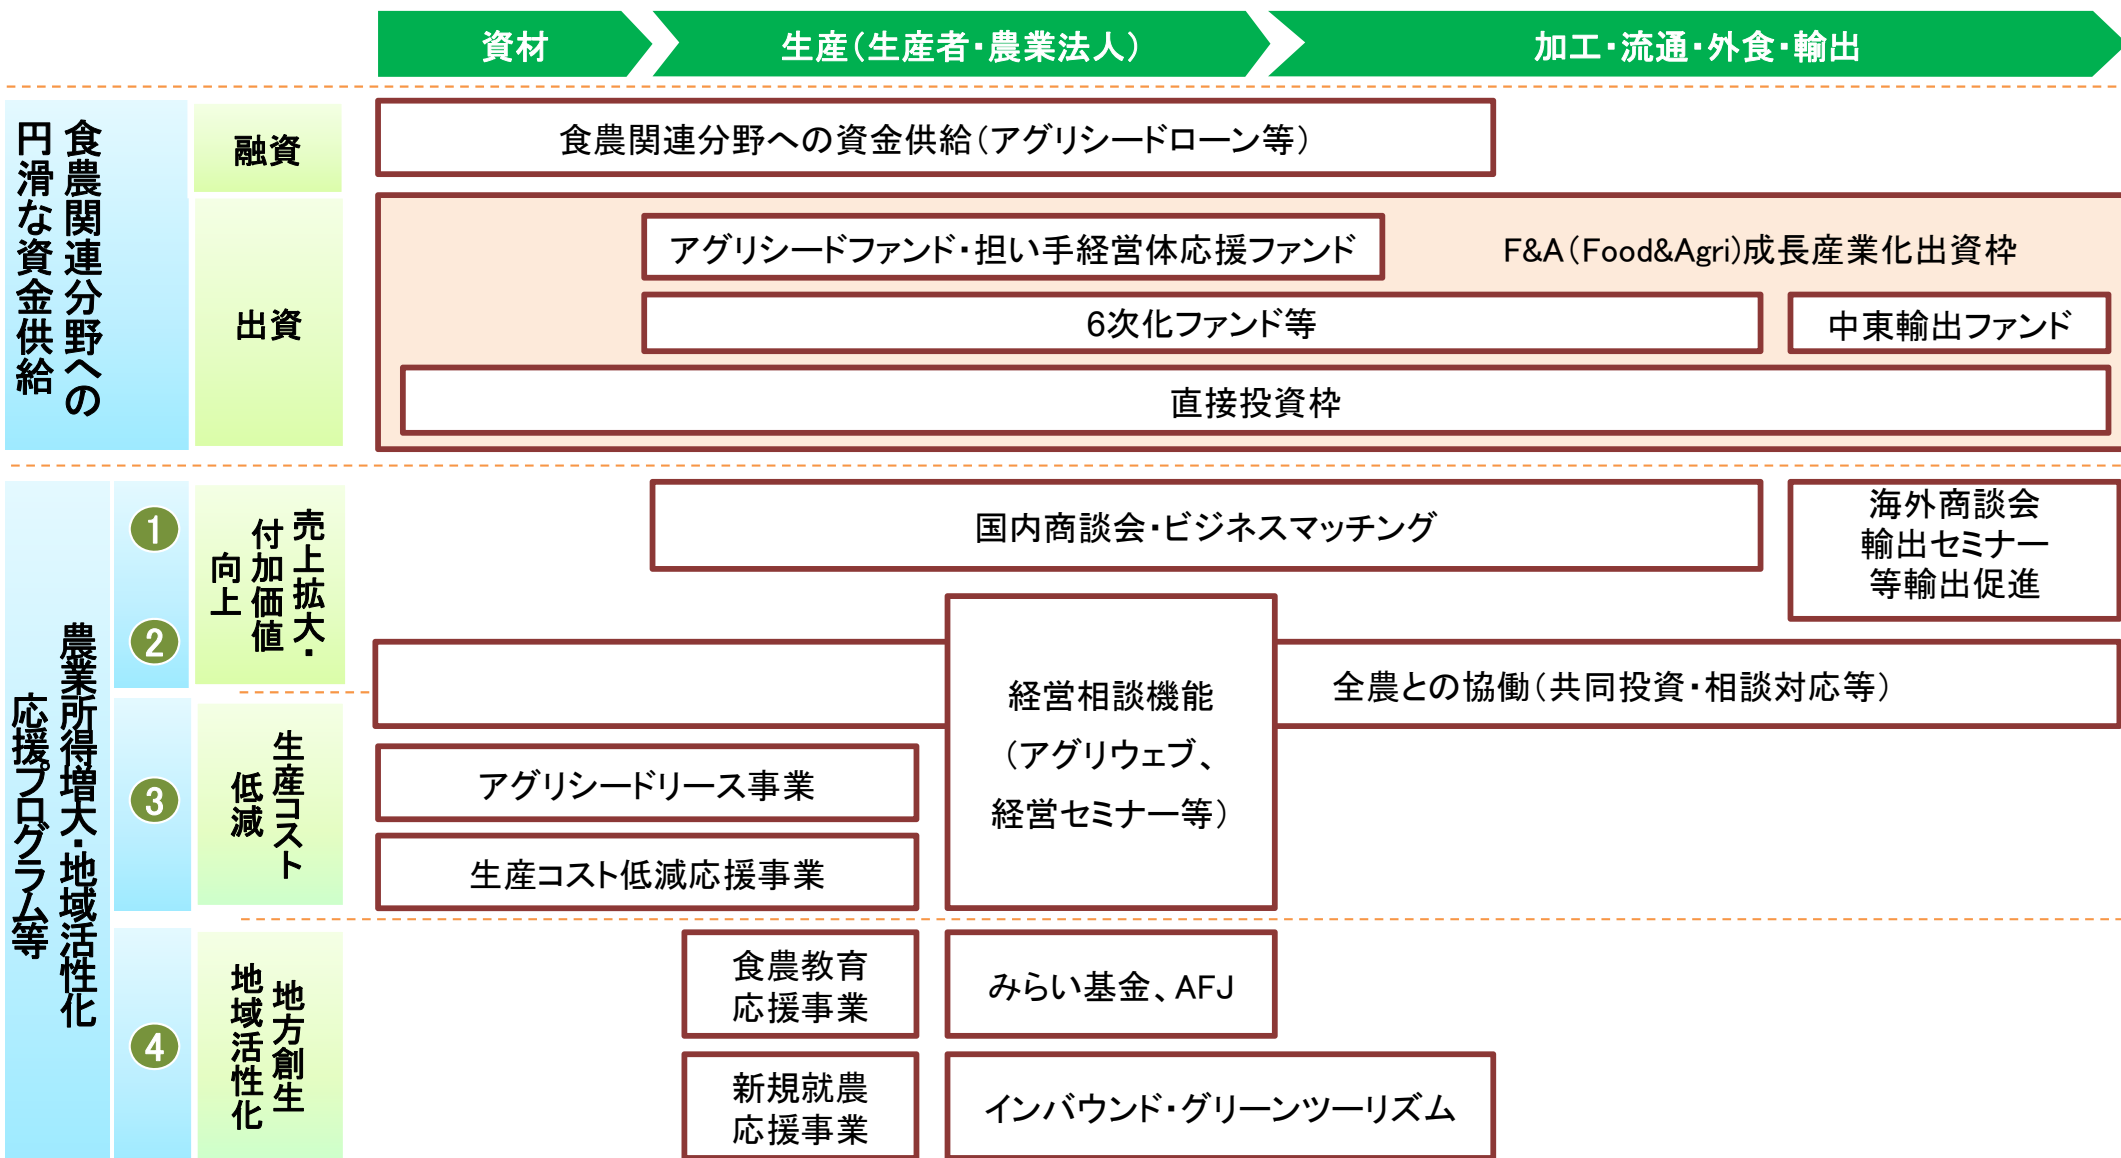 資材
生産(生産者・農業法人)
加工・流通・外食・輸出
食農関連分野への
円滑な資金供給
融資
食農関連分野への資金供給(アグリシードローン等)
出資
アグリシードファンド・担い手経営体応援ファンド
F&A(Food&Agri)成長産業化出資枠
6次化ファンド等
中東輸出ファンド
直接投資枠
農業所得増大・地域活性化
応援プログラム等
1
2
売上拡大・
付加価値
向上
国内商談会・ビジネスマッチング
海外商談会
輸出セミナー
等輸出促進
全農との協働(共同投資・相談対応等)
経営相談機能
(アグリウェブ、
経営セミナー等)
3
生産コスト
低減
アグリシードリース事業
生産コスト低減応援事業
4
地方創生
地域活性化
食農教育
応援事業
みらい基金、AFJ
新規就農
応援事業
インバウンド・グリーンツーリズム